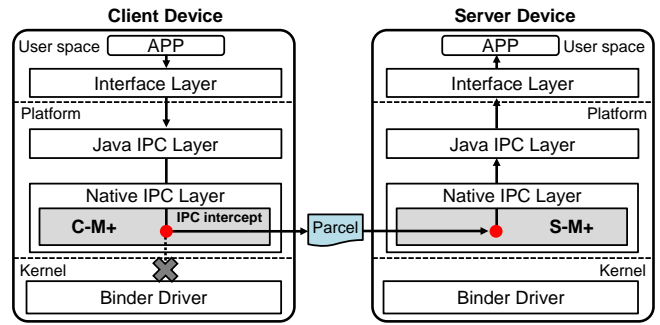 Client Device
User space
APP
Interface Layer
Platform
Java IPC Layer
Native IPC Layer
C-M+
IPC intercept
Kernel
Binder Driver
Parcel
Server Device
APP
User space
Interface Layer
Platform
Java IPC Layer
Native IPC Layer
S-M+
Kernel
Binder Driver